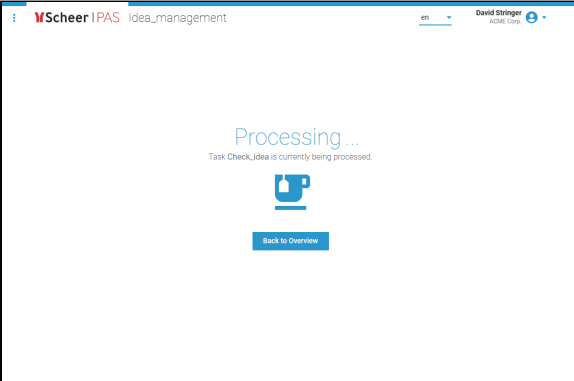 Scheer PAS Idea_management
en
David Stringer
ACME Corp.
Processing ...
Task Check_idea is currently being processed.
Back to Overview